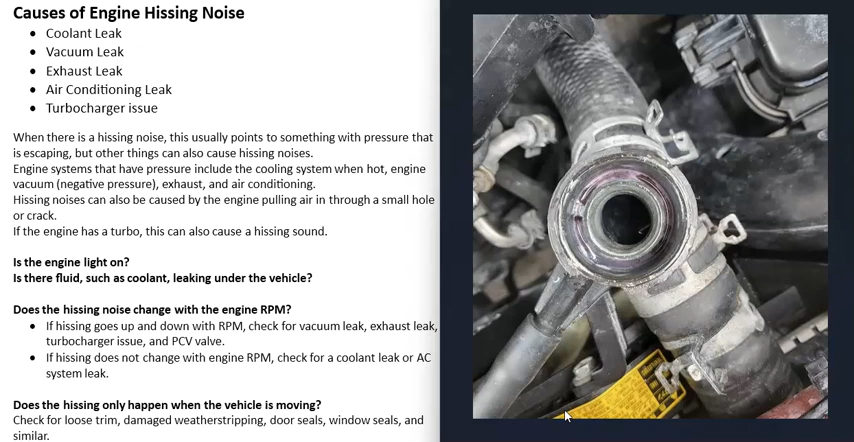 Causes of Engine Hissing Noise
• Coolant Leak
• Vacuum Leak
• Exhaust Leak
• Air Conditioning Leak
• Turbocharger issue
When there is a hissing noise, this usually points to something with pressure that
is escaping, but other things can also cause hissing noises.
Engine systems that have pressure include the cooling system when hot, engine
vacuum (negative pressure), exhaust, and air conditioning.
Hissing noises can also be caused by the engine pulling air in through a small hole
or crack.
If the engine has a turbo, this can also cause a hissing sound.
Is the engine light on?
Is there fluid, such as coolant, leaking under the vehicle?
Does the hissing noise change with the engine RPM?
• If hissing goes up and down with RPM, check for vacuum leak, exhaust leak,
turbocharger issue, and PCV valve.
• If hissing does not change with engine RPM, check for a coolant leak or AC
system leak.
Does the hissing only happen when the vehicle is moving?
Check for loose trim, damaged weatherstripping, door seals, window seals, and
similar.